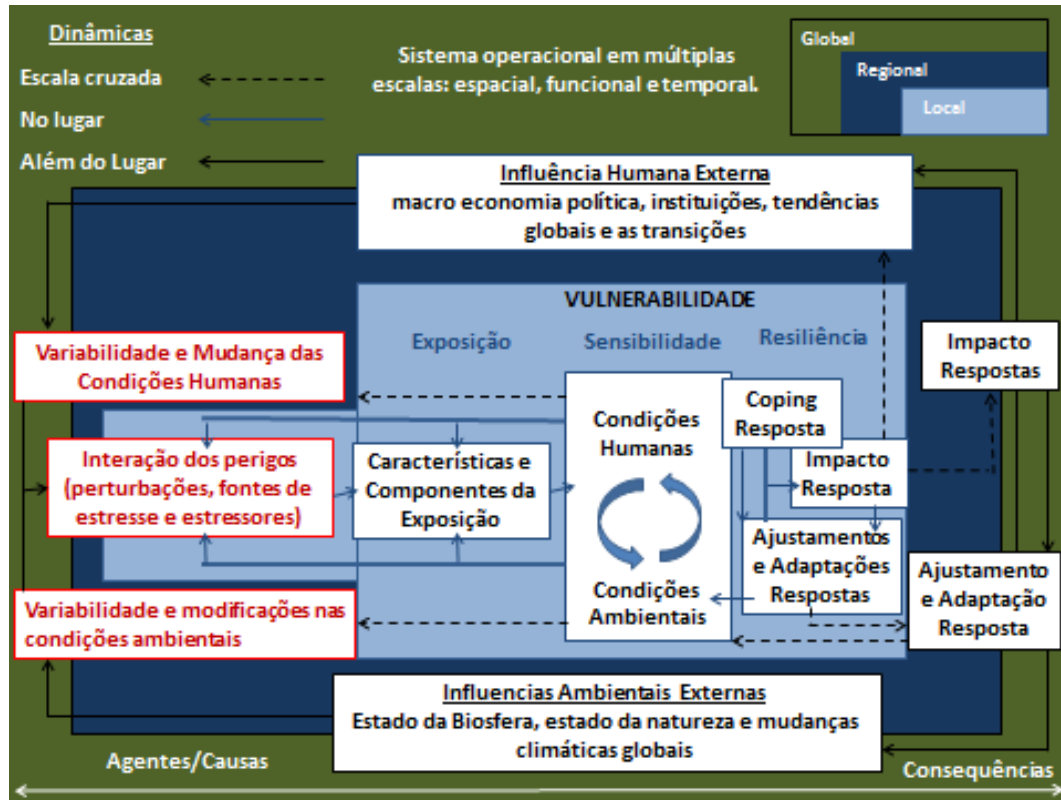 Dinâmicas
Escala cruzada
No lugar
Além do Lugar
Sistema operacional em múltiplas
escalas: espacial, funcional e temporal.
Global
Regional
Local
Influência Humana Externa
macro economia política, instituições, tendências
globais e as transições
VULNERABILIDADE
Exposição
Sensibilidade
Resiliência
Variabilidade e Mudança das
Condições Humanas
Interação dos perigos
(perturbações, fontes de
estresse e estressores)
Variabilidade e modificações nas
condições ambientais
Características e
Componentes da
Exposição
Condições
Humanas
Condições
Ambientais
Coping
Resposta
Impacto
Resposta
Ajustamentos
e Adaptações
Respostas
Impacto
Respostas
Ajustamento
e Adaptação
Resposta
Influencias Ambientais Externas
Estado da Biosfera, estado da natureza e mudanças
climáticas globais
Agentes/Causas
Consequências